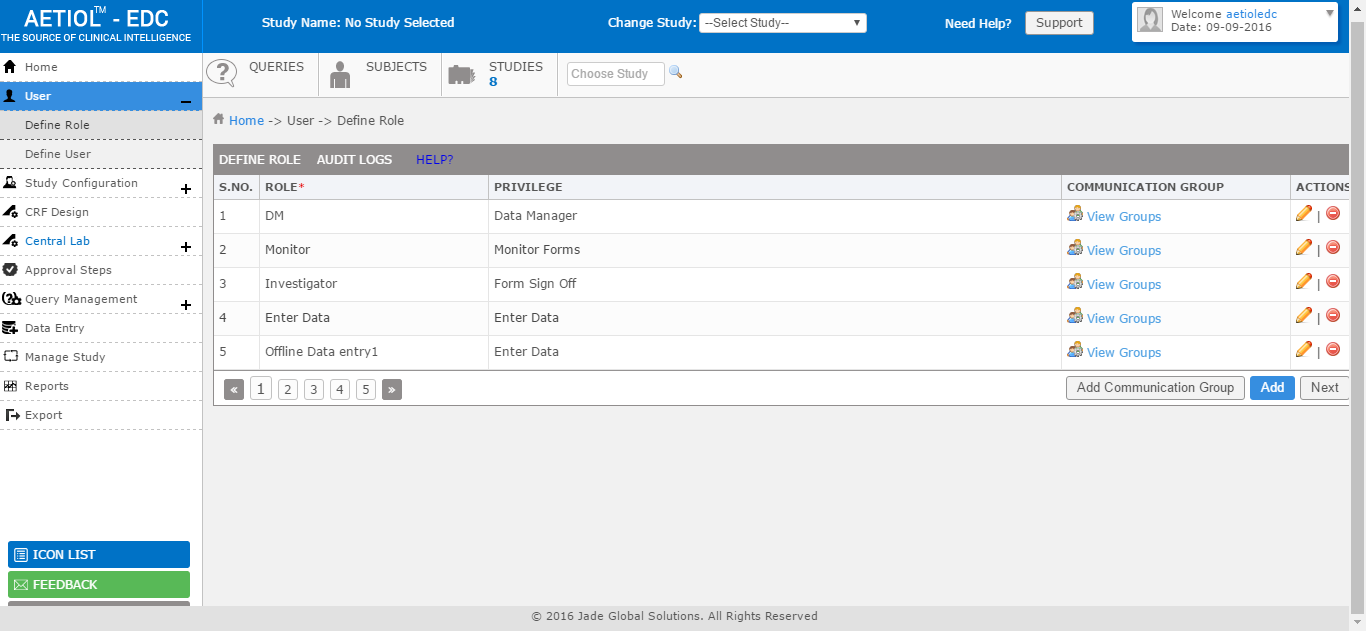 AETIOL™ - EDC
THE SOURCE OF CLINICAL INTELLIGENCE
Study Name: No Study Selected
Change Study: --Select Study--
Need Help? Support
Welcome aetioledc
Date: 09-09-2016
Home
User
Define Role
Define User
Study Configuration
CRF Design
Central Lab
Approval Steps
Query Management
Data Entry
Manage Study
Reports
Export
ICON LIST
FEEDBACK
QUERIES
SUBJECTS
STUDIES
8
Choose Study
Home -> User -> Define Role
DEFINE ROLE AUDIT LOGS HELP?
S.NO. ROLE* PRIVILEGE COMMUNICATION GROUP ACTIONS
1 DM Data Manager View Groups |
2 Monitor Monitor Forms View Groups |
3 Investigator Form Sign Off View Groups |
4 Enter Data Enter Data View Groups |
5 Offline Data entry1 Enter Data View Groups |
« 1 2 3 4 5 » Add Communication Group Add Next
© 2016 Jade Global Solutions. All Rights Reserved